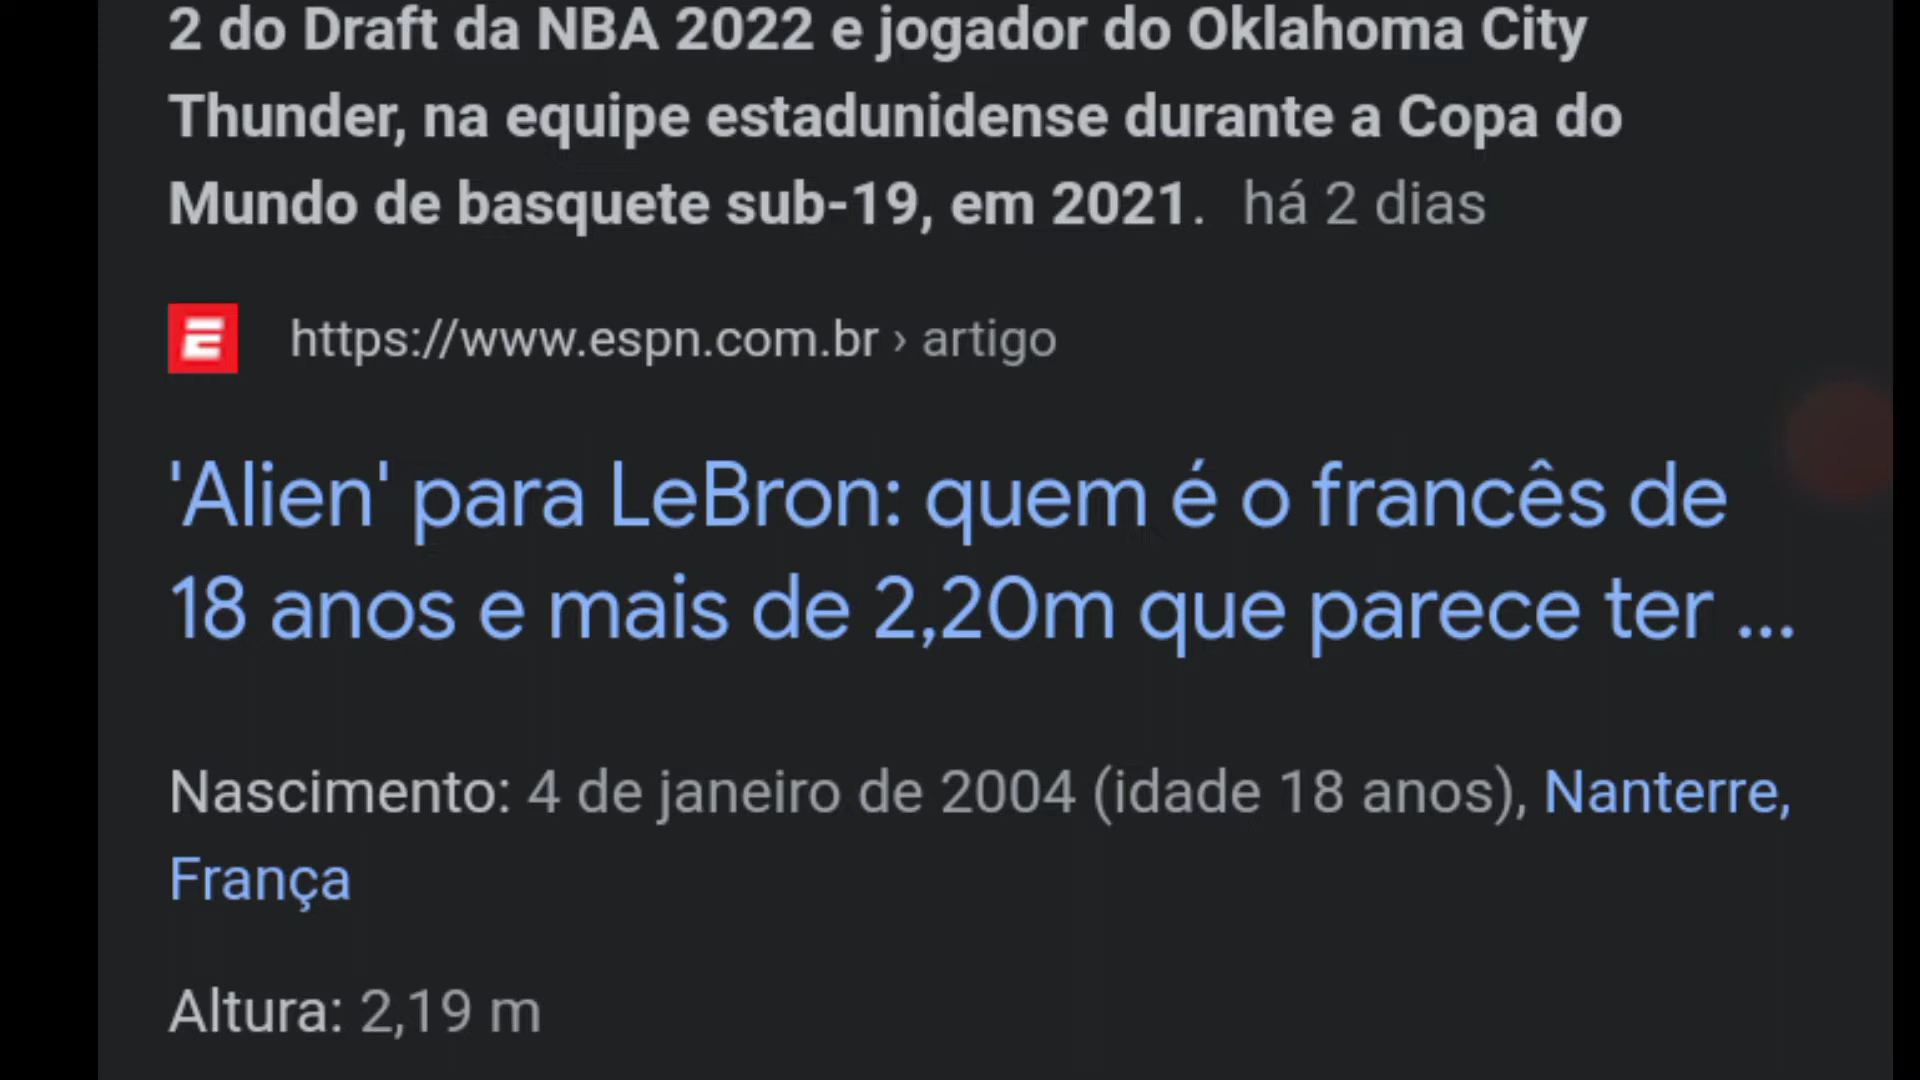 2 do Draft da NBA 2022 e jogador do Oklahoma City
Thunder, na equipe estadunidense durante a Copa do
Mundo de basquete sub-19, em 2021. há 2 dias
https://www.espn.com.br › artigo
'Alien' para LeBron: quem é o francês de
18 anos e mais de 2,20m que parece ter ...
Nascimento: 4 de janeiro de 2004 (idade 18 anos), Nanterre,
França
Altura: 2,19 m